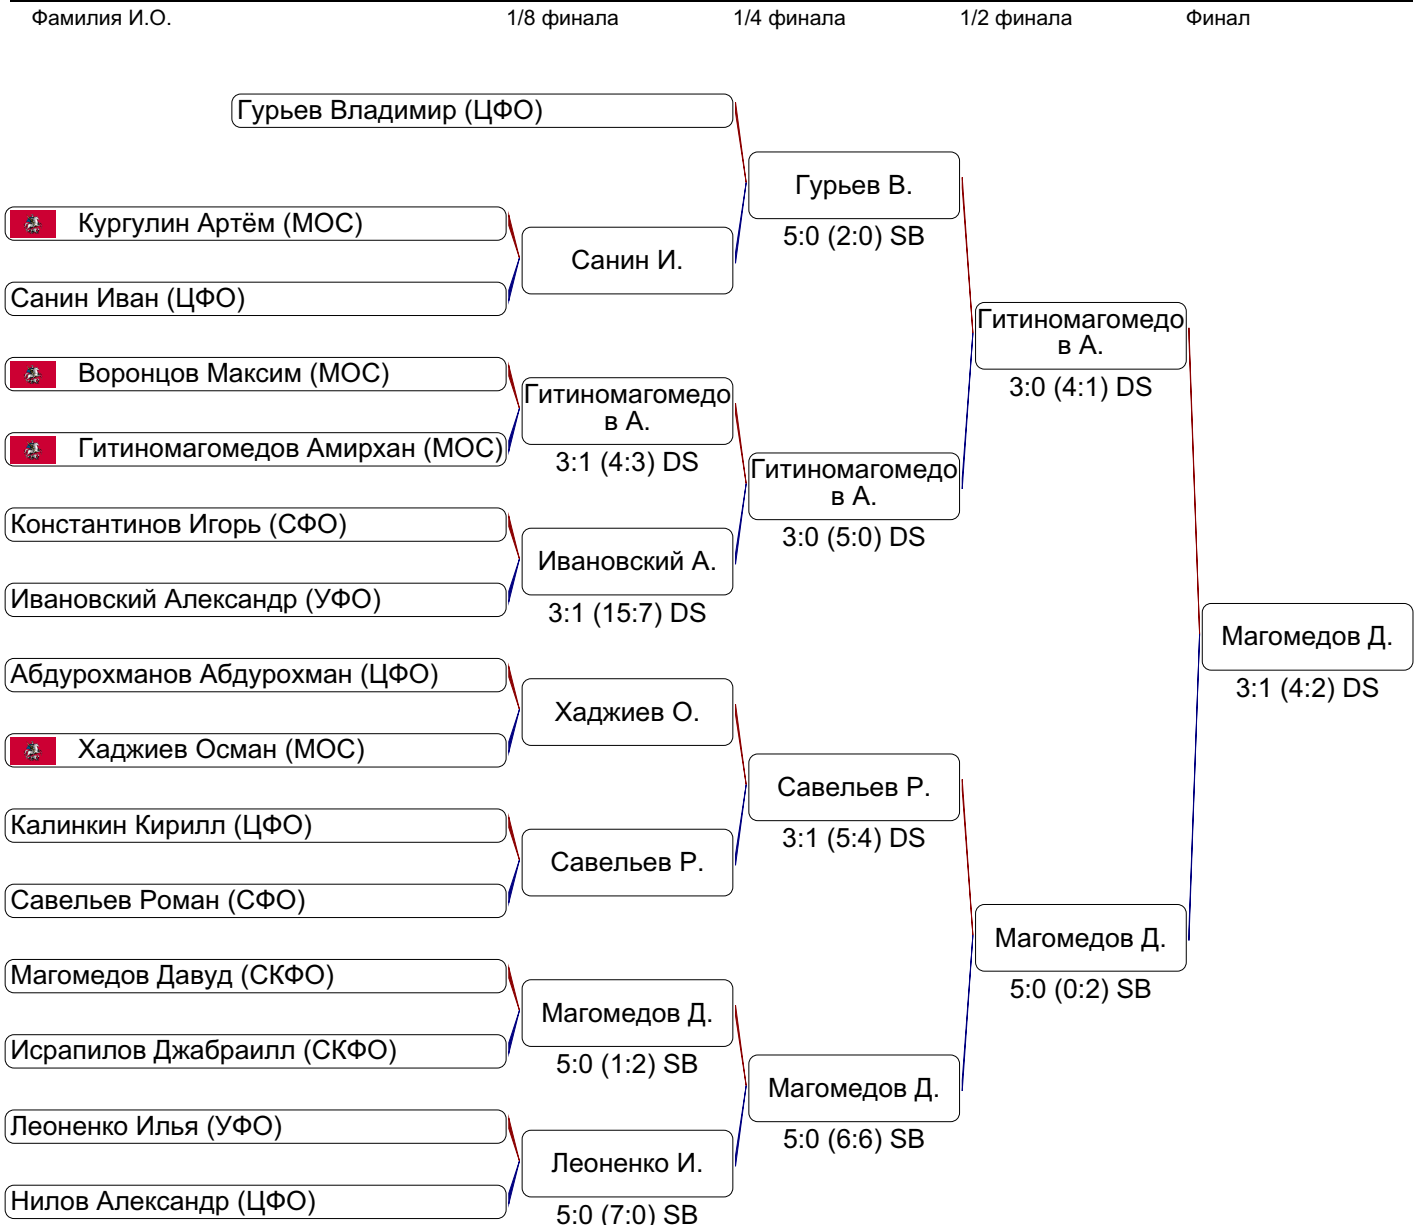 Фамилия И.О. 1/8 финала 1/4 финала 1/2 финала Финал
Гурьев Владимир (ЦФО)
Гурьев В.
Кургулин Артём (МОС)
5:0 (2:0) SB
Санин И.
Санин Иван (ЦФО)
Гитиномагомедо
в А.
Воронцов Максим (МОС)
3:0 (4:1) DS
Гитиномагомедо
в А.
Гитиномагомедов Амирхан (МОС)
3:1 (4:3) DS
Гитиномагомедо
в А.
Константинов Игорь (СФО)
3:0 (5:0) DS
Ивановский А.
Ивановский Александр (УФО)
3:1 (15:7) DS
Магомедов Д.
3:1 (4:2) DS
Абдурохманов Абдурохман (ЦФО)
Хаджиев О.
Хаджиев Осман (МОС)
Савельев Р.
Калинкин Кирилл (ЦФО)
3:1 (5:4) DS
Савельев Р.
Савельев Роман (СФО)
Магомедов Д.
Магомедов Давуд (СКФО)
5:0 (0:2) SB
Магомедов Д.
Исрапилов Джабраилл (СКФО)
5:0 (1:2) SB
Магомедов Д.
Леоненко Илья (УФО)
5:0 (6:6) SB
Леоненко И.
Нилов Александр (ЦФО)
5:0 (7:0) SB